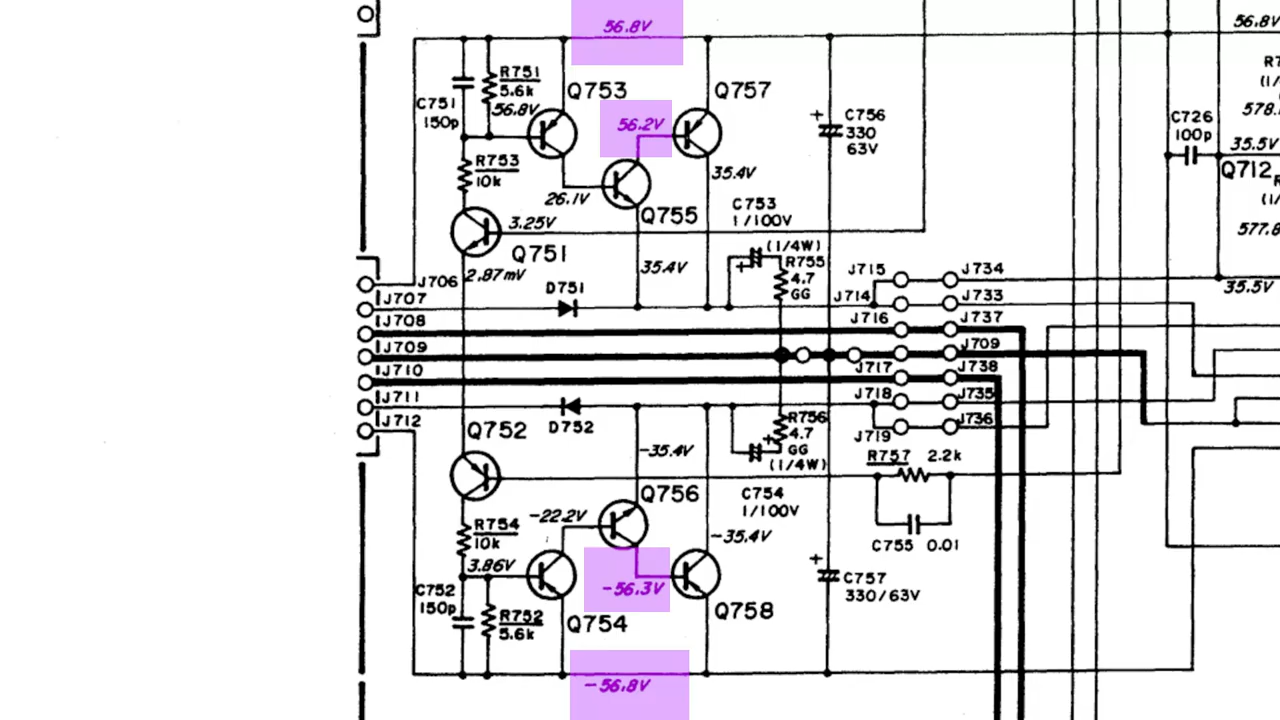 56.8V
56.8V
R751
5.6k
Q753
Q757
56.8V
C751
150p
56.2V
C756
330
63V
C726
100p
578.
35.5V
R753
10k
35.4V
Q712
26.1V
Q755
C753
1/100V
3.25V
Q751
577.8
(1/4W)
R755
4.7
GG
J706
2.87mV
35.4V
J715
J734
35.5V
D751
J707
J714
J733
J708
J716
J737
J709
J709
J710
J717
J738
J711
J718
J735
J712
D752
R756
4.7
GG
(1/4W)
J719
J736
Q752
-35.4V
R757 2.2k
Q756
C754
1/100V
-22.2V
R754
10k
-35.4V
C755 0.01
3.86V
C752
150p
-56.3V
C757
330/63V
R752
5.6k
Q754
Q758
-56.8V